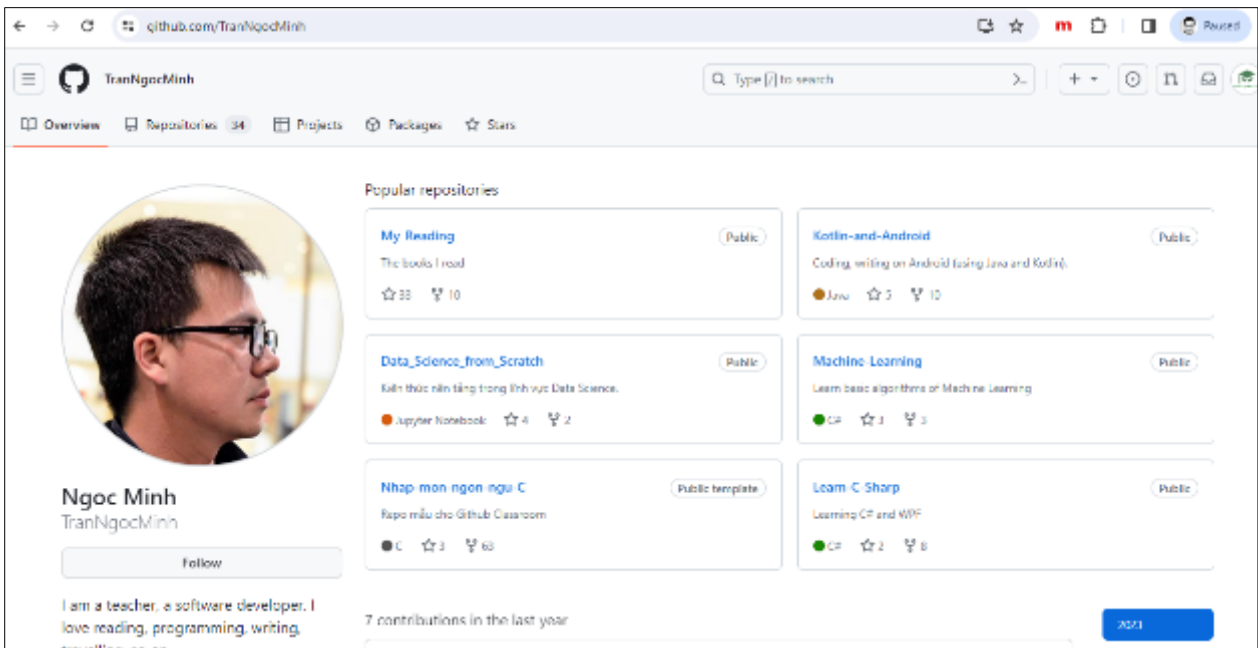 github.com/TranNgocMinh
Paused
TranNgocMinh
Type [/] to search
Overview
Repositories 34
Projects
Packages
Stars
Popular repositories
My-Reading Public
The books I read
33 10
Kotlin-and-Android Public
Coding, writing on Android (using Java and Kotlin).
Java 5 10
Data_Science_from_Scratch Public
Kiến thức nền tảng trong lĩnh vực Data Science.
Jupyter Notebook 4 2
Machine-Learning Public
Learn basic algorithms of Machine Learning
C# 3 3
Nhap-mon-ngon-ngu-C Public template
Repo mẫu cho Github Classroom
C 3 63
Learn-C-Sharp Public
Learning C# and WPF
C# 2 8
Ngoc Minh
TranNgocMinh
Follow
I am a teacher, a software developer. I
love reading, programming, writing,
7 contributions in the last year
2023